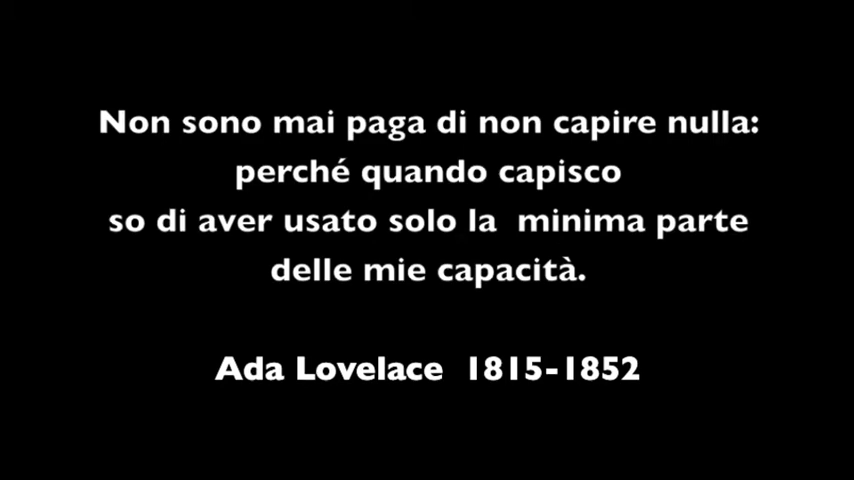 Non sono mai paga di non capire nulla:
perché quando capisco
so di aver usato solo la  minima parte
delle mie capacità.
Ada Lovelace  1815-1852